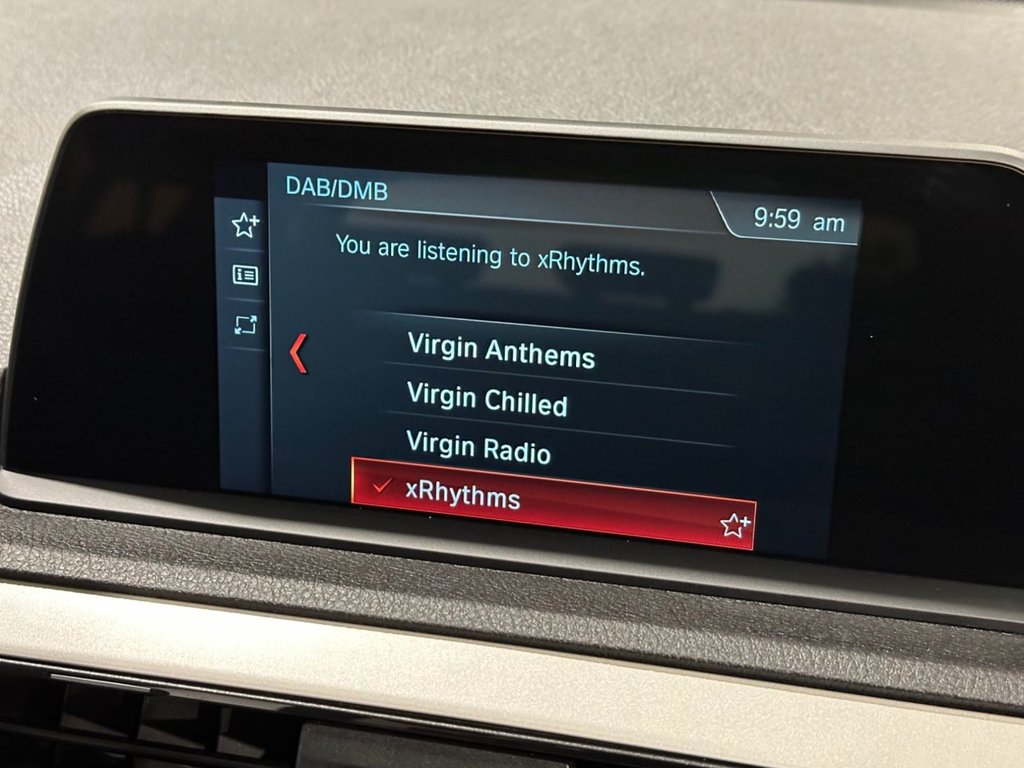 DAB/DMB
9:59 am
You are listening to xRhythms.
Virgin Anthems
Virgin Chilled
Virgin Radio
xRhythms